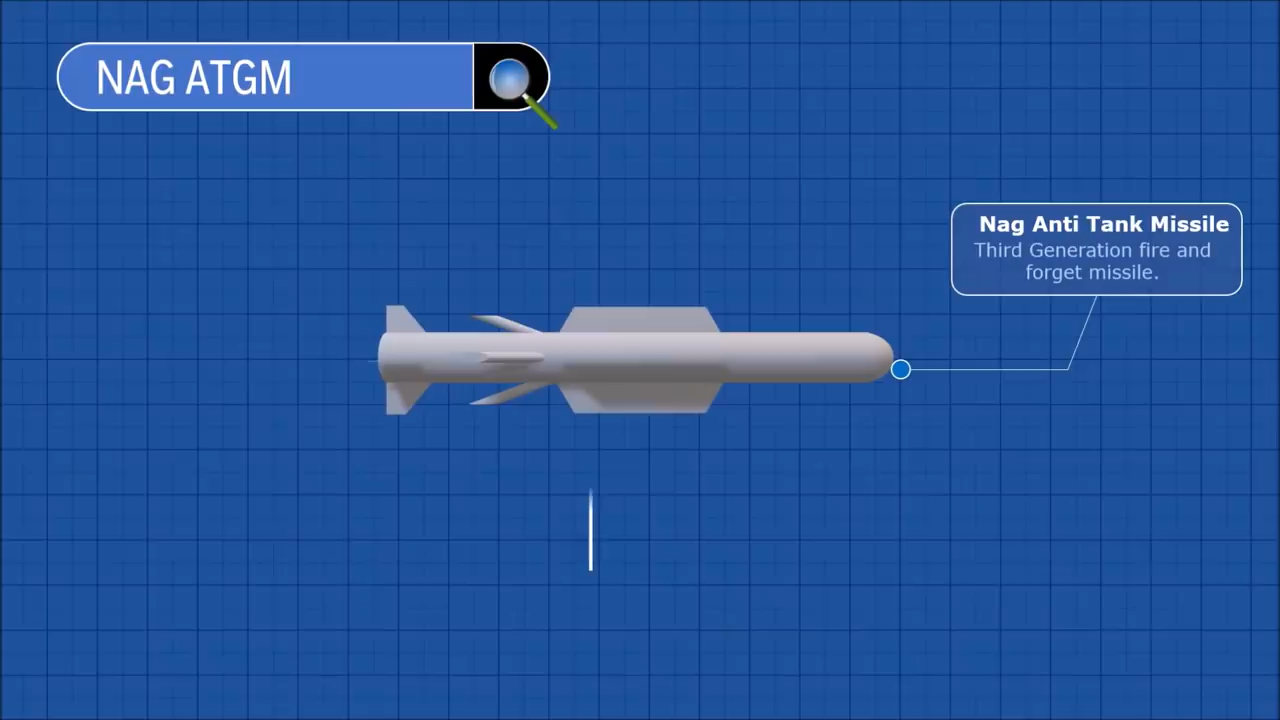 NAG ATGM
Nag Anti Tank Missile
Third Generation fire and
forget missile.